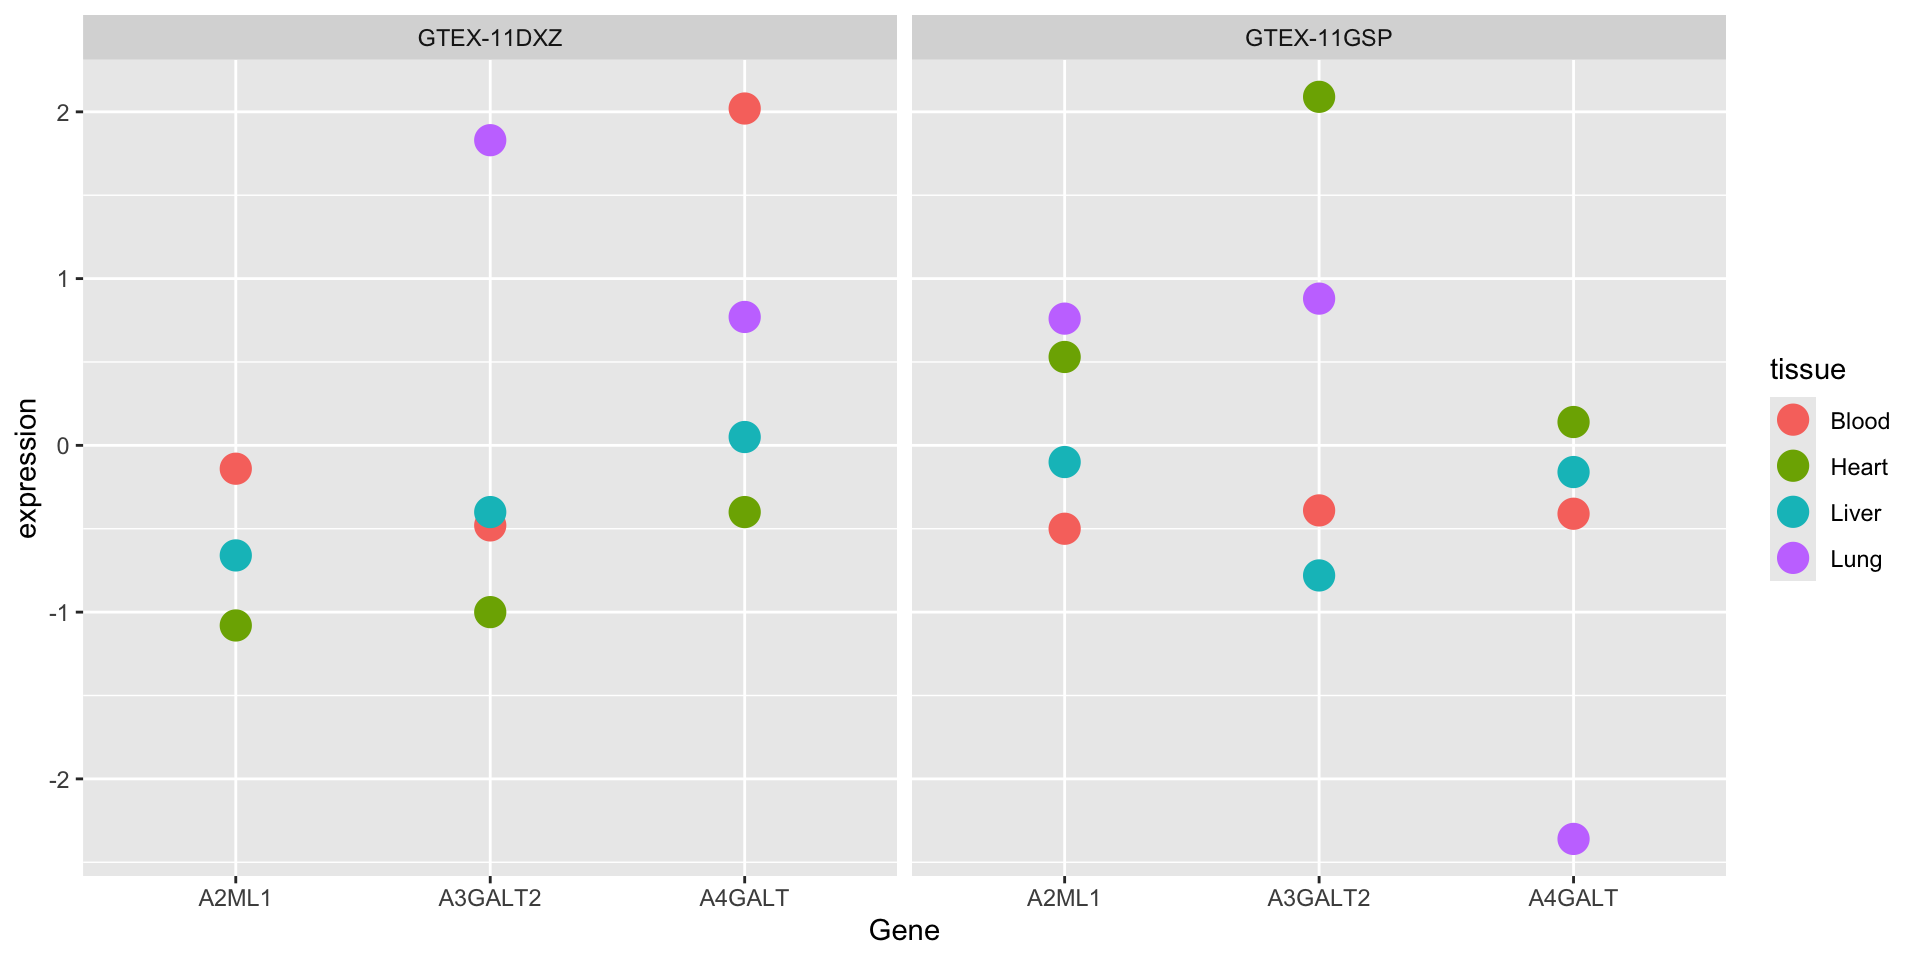 GTEX-11DXZ
GTEX-11GSP
2
1
0
-1
-2
expression
A2ML1
A3GALT2
A4GALT
A2ML1
A3GALT2
A4GALT
Gene
tissue
Blood
Heart
Liver
Lung